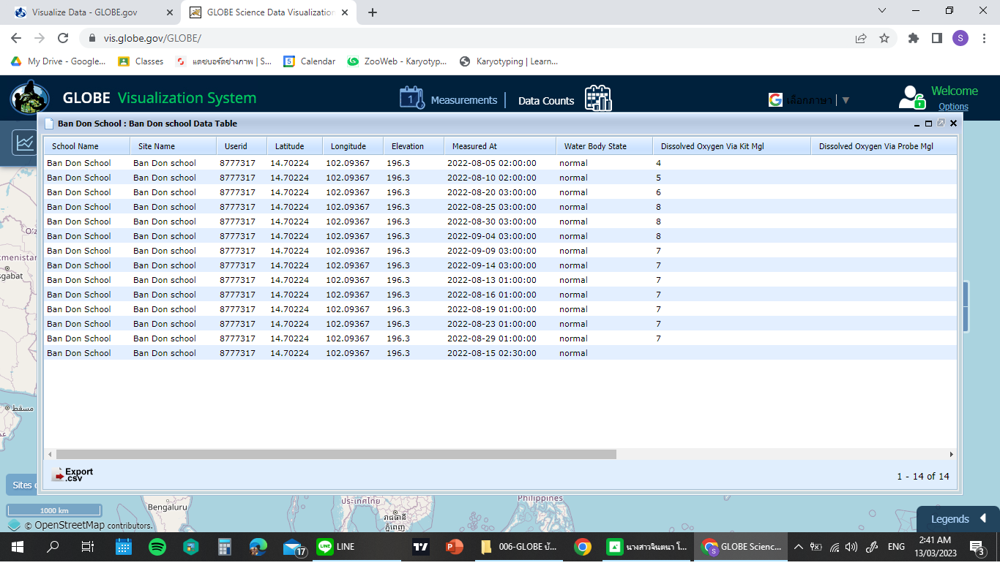 Visualize Data - GLOBE.gov
GLOBE Science Data Visualization
vis.globe.gov/GLOBE/
S
My Drive - Google...
Classes
แดชบอร์ดช่างภาพ | S...
5 Calendar
ZooWeb - Karyotyp...
Karyotyping | Learn...
GLOBE Visualization System
1 Measurements
Data Counts
G เลือกภาษา ▼
Welcome
Options
Ban Don School : Ban Don school Data Table
School Name Site Name Userid Latitude Longitude Elevation Measured At Water Body State Dissolved Oxygen Via Kit Mgl Dissolved Oxygen Via Probe Mgl
Ban Don School Ban Don school 8777317 14.70224 102.09367 196.3 2022-08-05 02:00:00 normal 4
Ban Don School Ban Don school 8777317 14.70224 102.09367 196.3 2022-08-10 02:00:00 normal 5
Ban Don School Ban Don school 8777317 14.70224 102.09367 196.3 2022-08-20 03:00:00 normal 6
Ban Don School Ban Don school 8777317 14.70224 102.09367 196.3 2022-08-25 03:00:00 normal 8
Ban Don School Ban Don school 8777317 14.70224 102.09367 196.3 2022-08-30 03:00:00 normal 8
Ban Don School Ban Don school 8777317 14.70224 102.09367 196.3 2022-09-04 03:00:00 normal 8
Ban Don School Ban Don school 8777317 14.70224 102.09367 196.3 2022-09-09 03:00:00 normal 7
Ban Don School Ban Don school 8777317 14.70224 102.09367 196.3 2022-09-14 03:00:00 normal 7
Ban Don School Ban Don school 8777317 14.70224 102.09367 196.3 2022-08-13 01:00:00 normal 7
Ban Don School Ban Don school 8777317 14.70224 102.09367 196.3 2022-08-16 01:00:00 normal 7
Ban Don School Ban Don school 8777317 14.70224 102.09367 196.3 2022-08-19 01:00:00 normal 7
Ban Don School Ban Don school 8777317 14.70224 102.09367 196.3 2022-08-23 01:00:00 normal 7
Ban Don School Ban Don school 8777317 14.70224 102.09367 196.3 2022-08-29 01:00:00 normal 7
Ban Don School Ban Don school 8777317 14.70224 102.09367 196.3 2022-08-15 02:30:00 normal
Oʻz
menistar
gabat
مسقط
Export
.csv
1 - 14 of 14
Sites
1000 km
© OpenStreetMap contributors.
Bengaluru
ประเทศไทย
ราชธานี
ภ็เพิญ
Philippines
Legends
17
LINE
LINE
006-GLOBE บ้...
นางสาวจินตนา โ...
S
GLOBE Scienc...
ENG
2:41 AM
13/03/2023
3